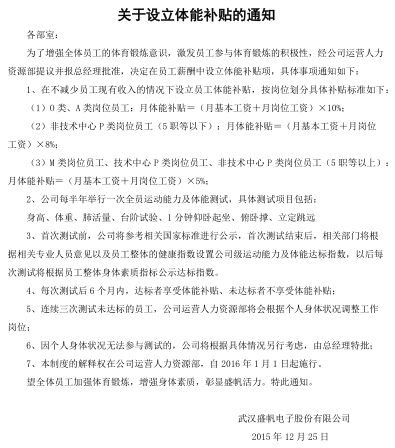 关于设立体能补贴的通知
各部室：
为了增强全体员工的体育锻炼意识，激发员工参与体育锻炼的积极性，经公司运营人力
资源部提议并报总经理批准，决定在员工薪酬中设立体能补贴项，具体事项通知如下：
1、在不减少员工现有收入的情况下设立员工体能补贴，按岗位划分具体补贴标准如下：
（1）O 类、A 类岗位员工：月体能补贴＝（月基本工资＋月岗位工资）×10%；
（2）非技术中心 P 类岗位员工（5 职等以下）：月体能补贴＝（月基本工资＋月岗位
工资）×8%；
（3）M 类岗位员工、技术中心 P 类岗位员工、非技术中心 P 类岗位员工（5 职等以上）：
月体能补贴＝（月基本工资＋月岗位工资）×5%；
2、公司每半年举行一次全员运动能力及体能测试，具体测试项目包括：
身高、体重、肺活量、台阶试验、1 分钟仰卧起坐、俯卧撑、立定跳远
3、首次测试前，公司将参考相关国家标准进行公示，首次测试结束后，相关部门将根
据相关专业人员意见以及员工整体的健康指数设置公司级运动能力及体能达标指数，以后每
次测试将根据员工整体身体素质指标公示达标指数。
4、每次测试后 6 个月内，达标者享受体能补贴、未达标者不享受体能补贴；
5、连续三次测试未达标的员工，公司运营人力资源部将会根据个人身体状况调整工作
岗位；
6、因个人身体状况无法参与测试的，公司将根据具体情况另行考虑，由总经理特批；
7、本制度的解释权在公司运营人力资源部，自 2016 年 1 月 1 日起施行。
望全体员工加强体育锻炼，增强身体素质，彰显盛帆活力。特此通知。
武汉盛帆电子股份有限公司
2015 年 12 月 25 日